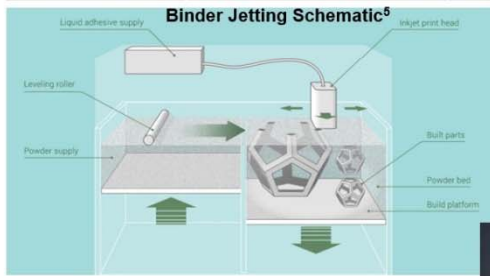 Binder Jetting Schematic⁵
Liquid adhesive supply
Inkjet print head
Leveling roller
Powder supply
Built parts
Powder bed
Build platform